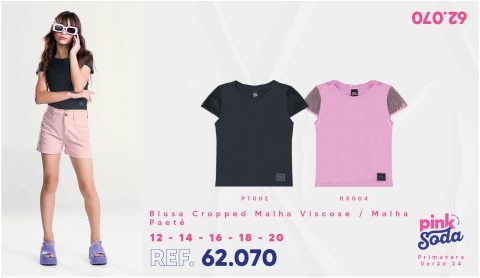 62.070
PT002
RX004
Blusa Cropped Malha Viscose / Malha
Paetê
12 - 14 - 16 - 18 - 20
REF. 62.070
pink
Soda
Primavera
Verão 24